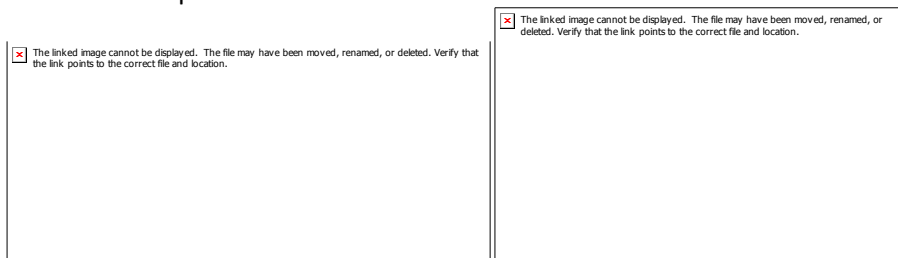 The linked image cannot be displayed. The file may have been moved, renamed, or deleted. Verify that
the link points to the correct file and location.
The linked image cannot be displayed. The file may have been moved, renamed, or
deleted. Verify that the link points to the correct file and location.